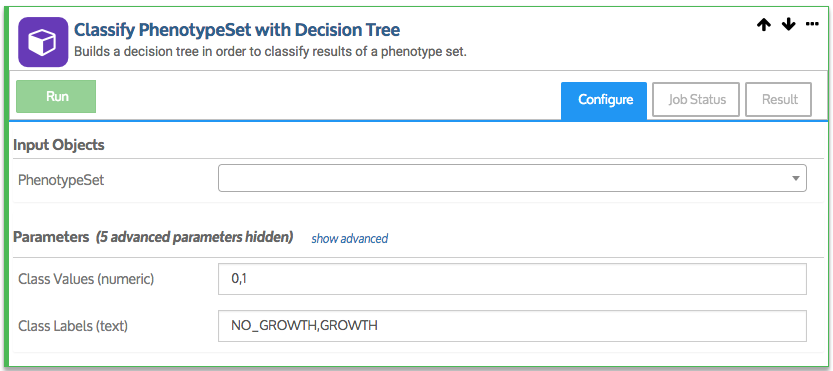 Classify PhenotypeSet with Decision Tree
Builds a decision tree in order to classify results of a phenotype set.
Run
Configure
Job Status
Result
Input Objects
PhenotypeSet
Parameters (5 advanced parameters hidden) show advanced
Class Values (numeric) 0,1
Class Labels (text) NO_GROWTH,GROWTH